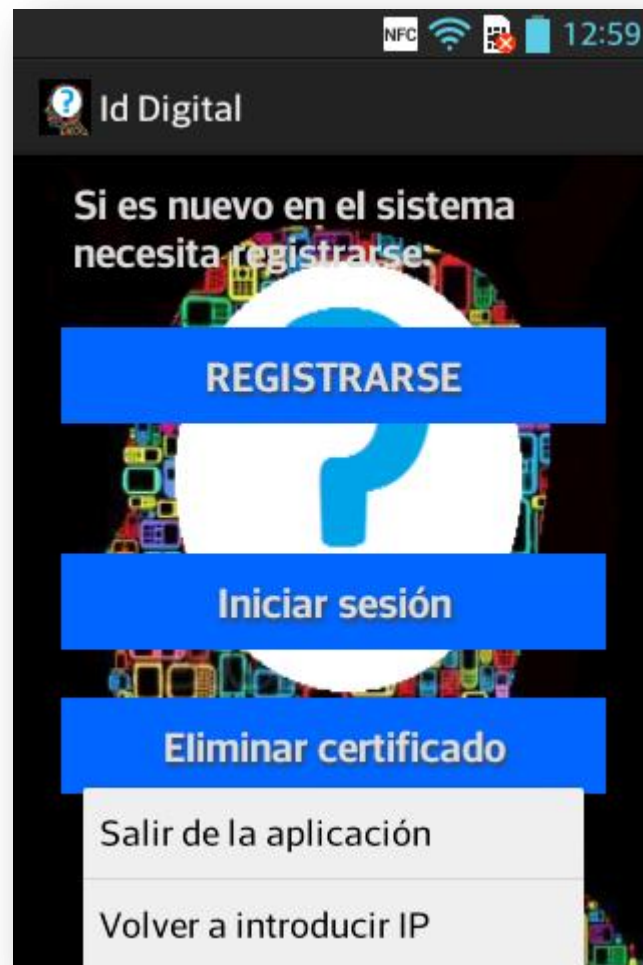 NFC 12:59
Id Digital
Si es nuevo en el sistema
necesita registrarse.
REGISTRARSE
Iniciar sesión
Eliminar certificado
Salir de la aplicación
Volver a introducir IP